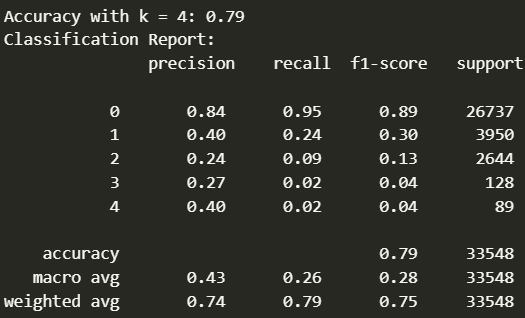 Accuracy with k = 4: 0.79
Classification Report:
precision recall f1-score support
0 0.84 0.95 0.89 26737
1 0.40 0.24 0.30 3950
2 0.24 0.09 0.13 2644
3 0.27 0.02 0.04 128
4 0.40 0.02 0.04 89
accuracy 0.79 33548
macro avg 0.43 0.26 0.28 33548
weighted avg 0.74 0.79 0.75 33548